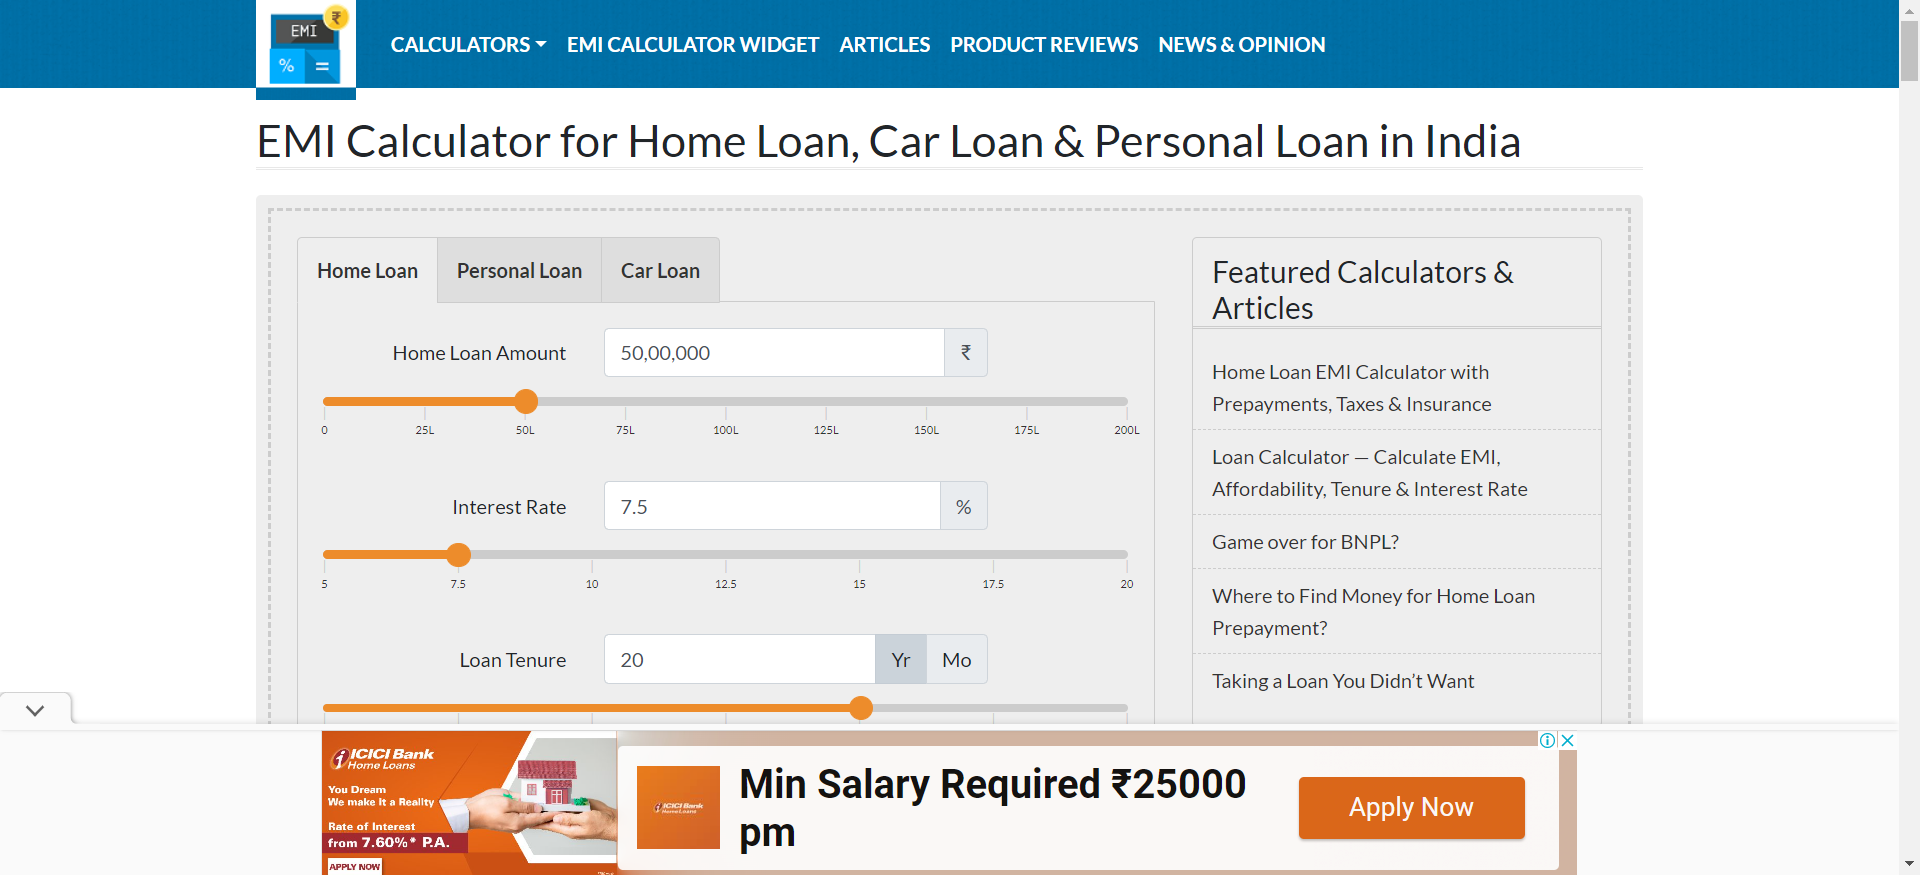 EMI
₹
%
=
CALCULATORS
EMI CALCULATOR WIDGET
ARTICLES
PRODUCT REVIEWS
NEWS & OPINION
EMI Calculator for Home Loan, Car Loan & Personal Loan in India
Home Loan
Personal Loan
Car Loan
Home Loan Amount
50,00,000
₹
0
25L
50L
75L
100L
125L
150L
175L
200L
Interest Rate
7.5
%
5
7.5
10
12.5
15
17.5
20
Loan Tenure
20
Yr
Mo
Featured Calculators &
Articles
Home Loan EMI Calculator with
Prepayments, Taxes & Insurance
Loan Calculator — Calculate EMI,
Affordability, Tenure & Interest Rate
Game over for BNPL?
Where to Find Money for Home Loan
Prepayment?
Taking a Loan You Didn’t Want
ICICI Bank
Home Loans
You Dream
We make It a Reality
Rate of Interest
from 7.60%* P.A.
APPLY NOW
ICICI Bank
Home Loans
Min Salary Required ₹25000
pm
Apply Now